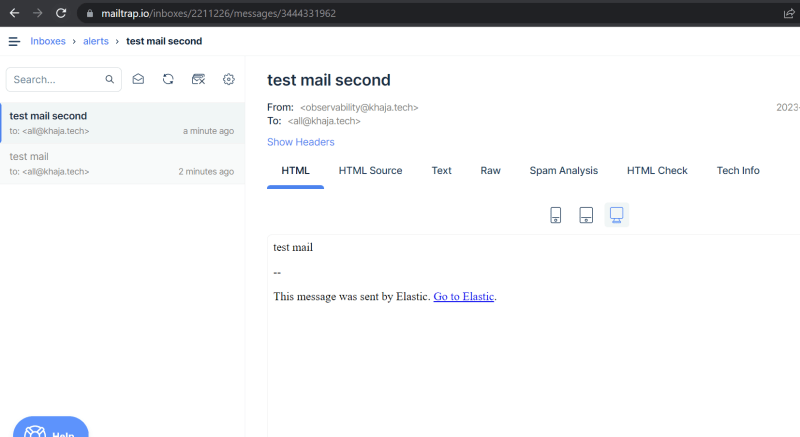 mailtrap.io/inboxes/2211226/messages/3444331962
Inboxes > alerts > test mail second
Search...
test mail second
to: <all@khaja.tech> a minute ago
test mail
to: <all@khaja.tech> 2 minutes ago
test mail second
From: <observability@khaja.tech> 2023-
To: <all@khaja.tech>
Show Headers
HTML HTML Source Text Raw Spam Analysis HTML Check Tech Info
test mail
--
This message was sent by Elastic. Go to Elastic.
Help